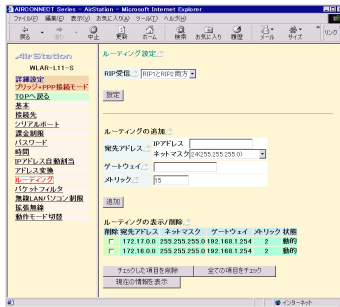 AIRCONNECT Series - AirStation - Microsoft Internet Explorer
ファイル(F) 編集(E) 表示(V) お気に入り(A) ツール(T) ヘルプ(H)
戻る 中止 更新 ホーム 検索 お気に入り 履歴 メール サイズ リンク
AirStation
WLAR-L11-S
詳細設定
ブリッジ+PPP接続モード
TOPへ戻る
基本
接続先
シリアルポート
課金制限
パスワード
時間
IPアドレス自動割当
アドレス変換
ルーティング
パケットフィルタ
無線LANパソコン制限
拡張無線
動作モード切替
ルーティング設定
RIP受信 RIP1とRIP2両方
設定
ルーティングの追加
宛先アドレス IPアドレス
ネットマスク 24(255.255.255.0)
ゲートウェイ
メトリック 15
追加
ルーティングの表示/削除
削除 宛先アドレス ネットマスク ゲートウェイ メトリック 状態
172.17.0.0 255.255.255.0 192.168.1.254 2 動的
172.16.0.0 255.255.255.0 192.168.1.254 2 動的
チェックした項目を削除 全ての項目をチェック
現在の情報を表示
インターネット